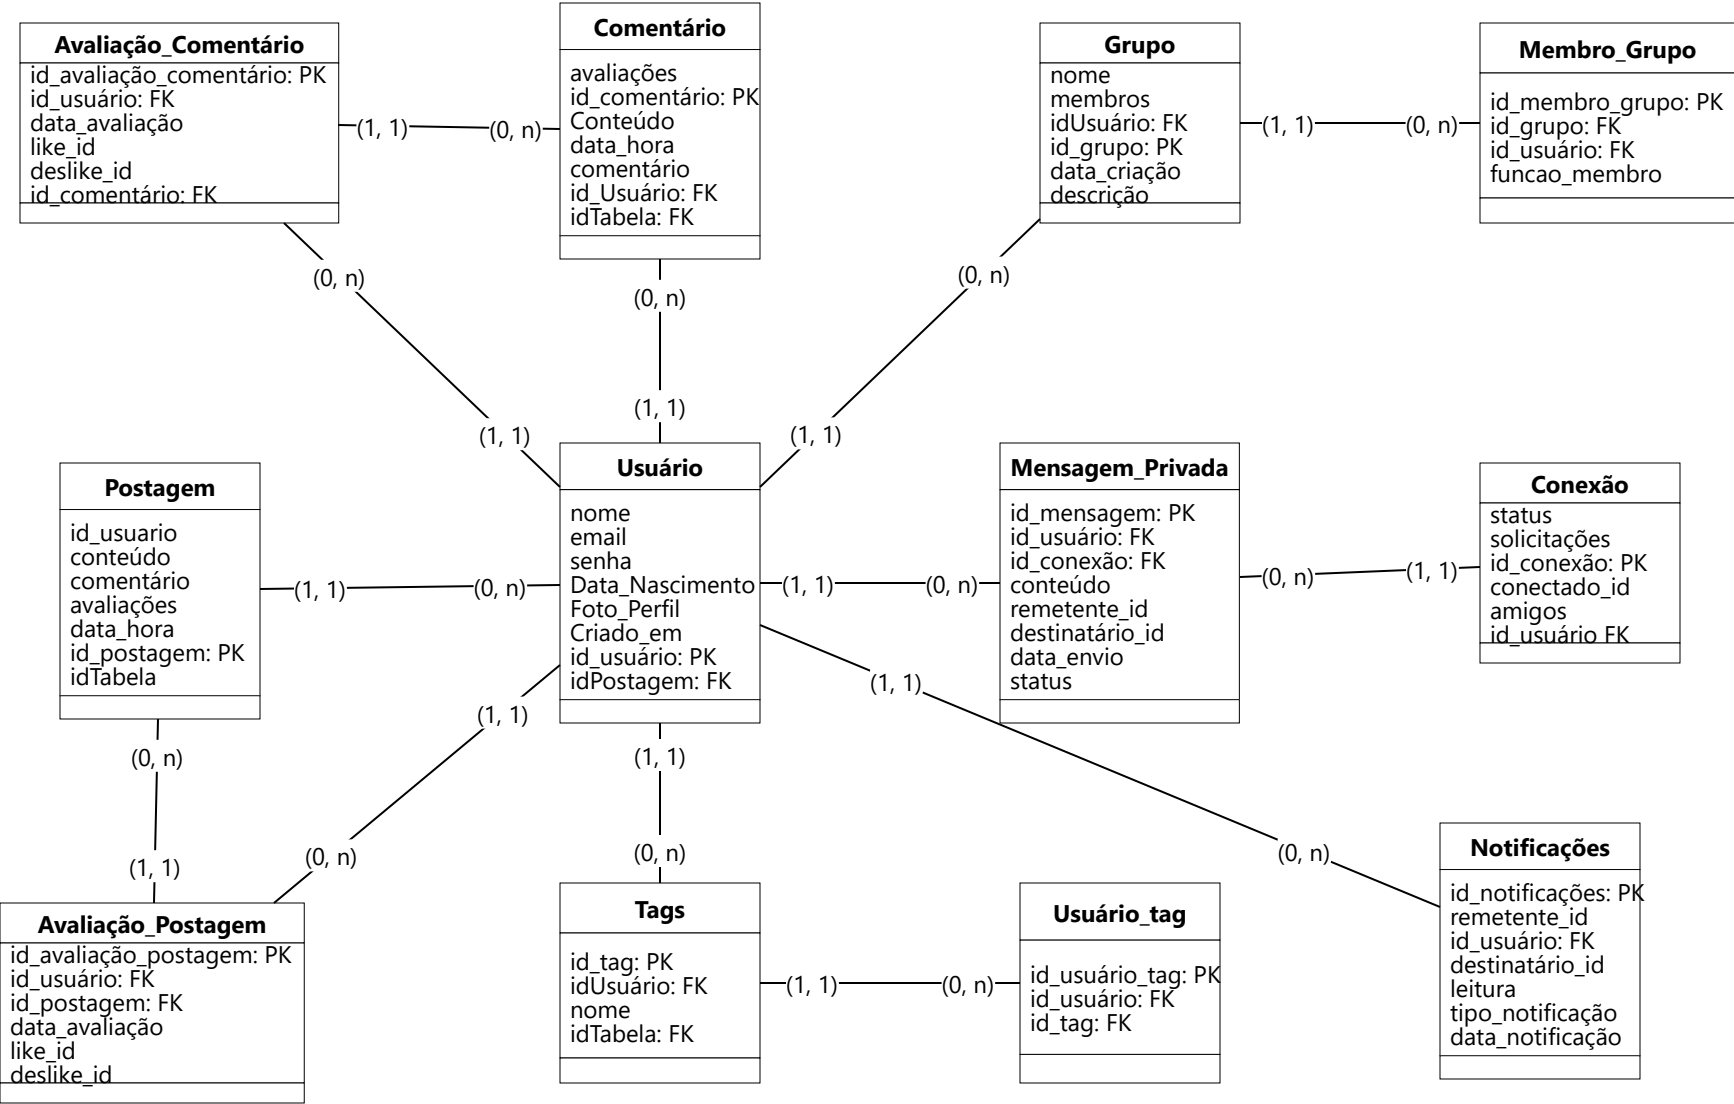 Avaliação_Comentário
id_avaliação_comentário: PK
id_usuário: FK
data_avaliação
like_id
deslike_id
id_comentário: FK
(1, 1)
(0, n)
Comentário
avaliações
id_comentário: PK
Conteúdo
data_hora
comentário
id_Usuário: FK
idTabela: FK
Grupo
nome
membros
idUsuário: FK
id_grupo: PK
data_criação
descrição
(1, 1)
(0, n)
Membro_Grupo
id_membro_grupo: PK
id_grupo: FK
id_usuário: FK
funcao_membro
(0, n)
(0, n)
(0, n)
(1, 1)
(1, 1)
(1, 1)
Postagem
id_usuario
conteúdo
comentário
avaliações
data_hora
id_postagem: PK
idTabela
(1, 1)
(0, n)
Usuário
nome
email
senha
Data_Nascimento
Foto_Perfil
Criado_em
id_usuário: PK
idPostagem: FK
(1, 1)
(0, n)
Mensagem_Privada
id_mensagem: PK
id_usuário: FK
id_conexão: FK
conteúdo
remetente_id
destinatário_id
data_envio
status
(0, n)
(1, 1)
Conexão
status
solicitações
id_conexão: PK
conectado_id
amigos
id_usuário FK
(1, 1)
(1, 1)
(0, n)
(1, 1)
(0, n)
(1, 1)
(0, n)
(0, n)
Avaliação_Postagem
id_avaliação_postagem: PK
id_usuário: FK
id_postagem: FK
data_avaliação
like_id
deslike_id
Tags
id_tag: PK
idUsuário: FK
nome
idTabela: FK
(1, 1)
(0, n)
Usuário_tag
id_usuário_tag: PK
id_usuário: FK
id_tag: FK
Notificações
id_notificações: PK
remetente_id
id_usuário: FK
destinatário_id
leitura
tipo_notificação
data_notificação